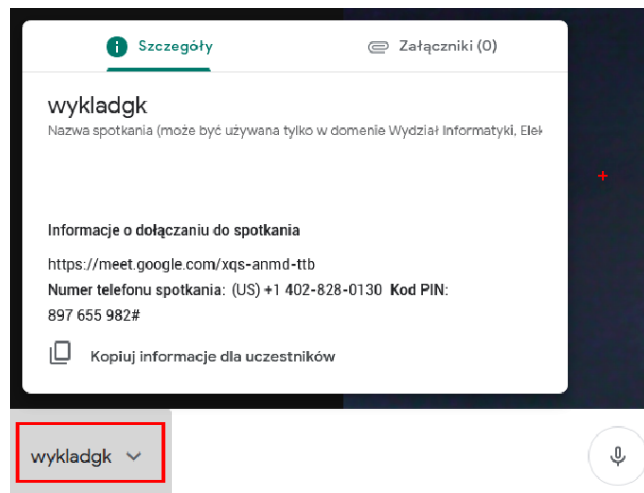 Szczegóły
Załączniki (0)
wykladgk
Nazwa spotkania (może być używana tylko w domenie Wydział Informatyki, Elek
Informacje o dołączaniu do spotkania
https://meet.google.com/xqs-anmd-ttb
Numer telefonu spotkania: (US) +1 402-828-0130 Kod PIN:
897 655 982#
Kopiuj informacje dla uczestników
wykladgk